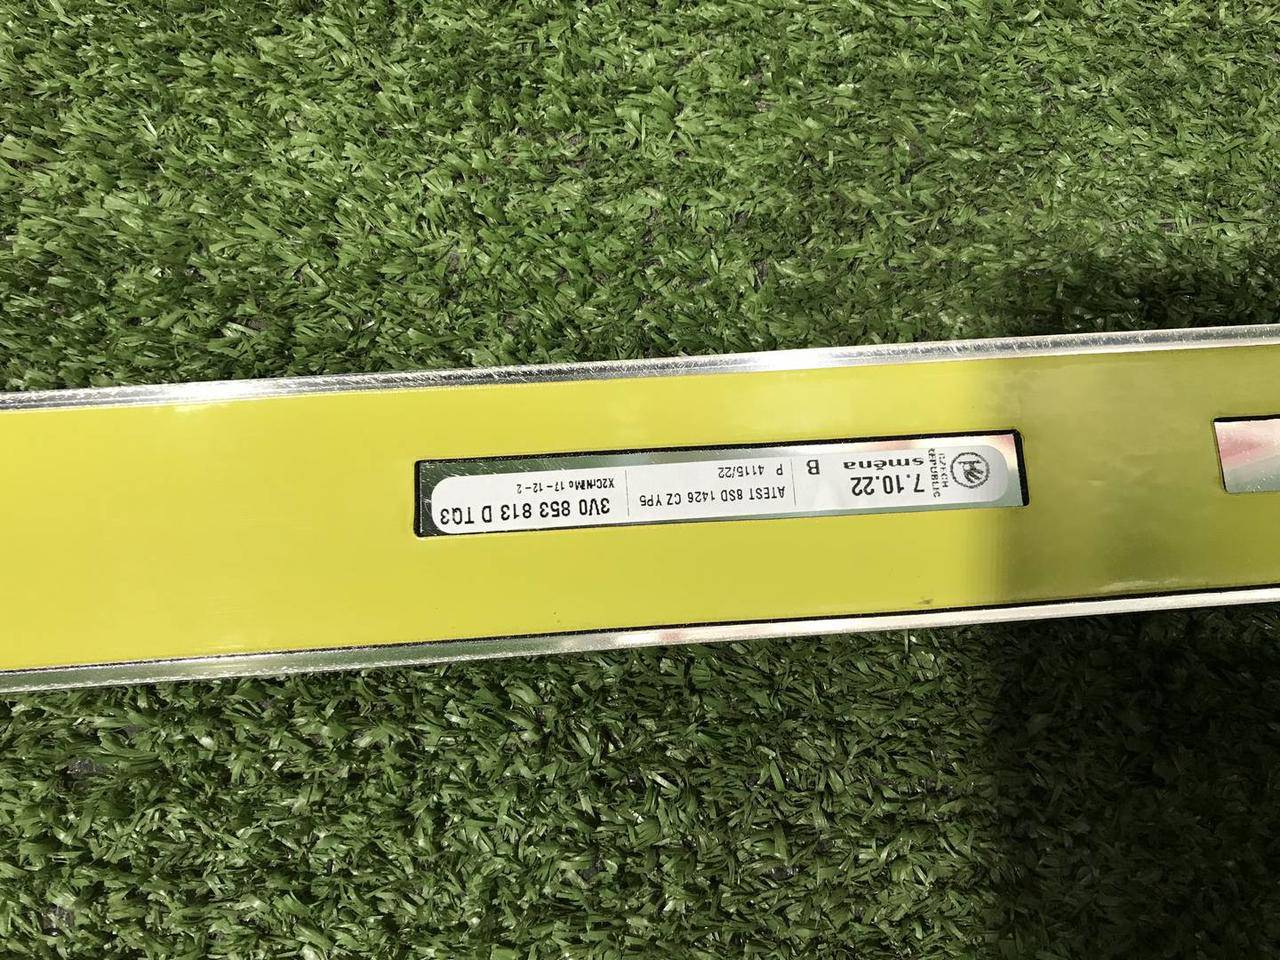 CZECH
REPUBLIC
7.10.22
směna B
ATEST 8SD 1426 CZ YP5
P 4115/22
3V0 853 813 D TQ3
X2CrNiMo 17-12-2